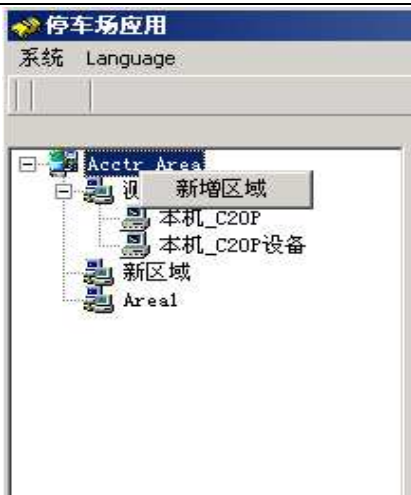 停车场应用
系统 Language
Acctr Area
新增区域
本机_C20P
本机_C20P设备
新区域
Area1